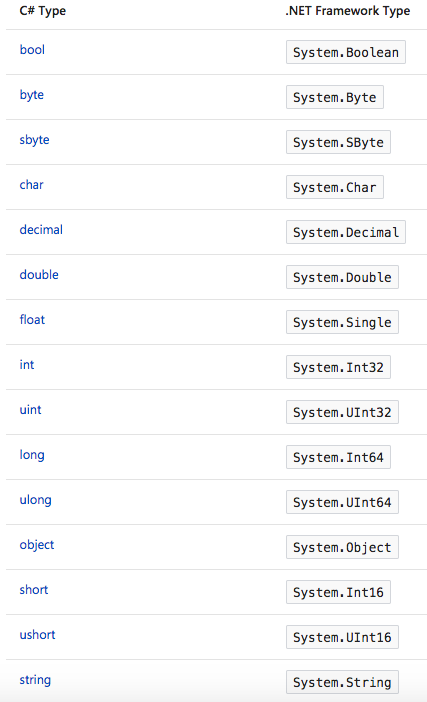 C# Type .NET Framework Type
bool System.Boolean
byte System.Byte
sbyte System.SByte
char System.Char
decimal System.Decimal
double System.Double
float System.Single
int System.Int32
uint System.UInt32
long System.Int64
ulong System.UInt64
object System.Object
short System.Int16
ushort System.UInt16
string System.String